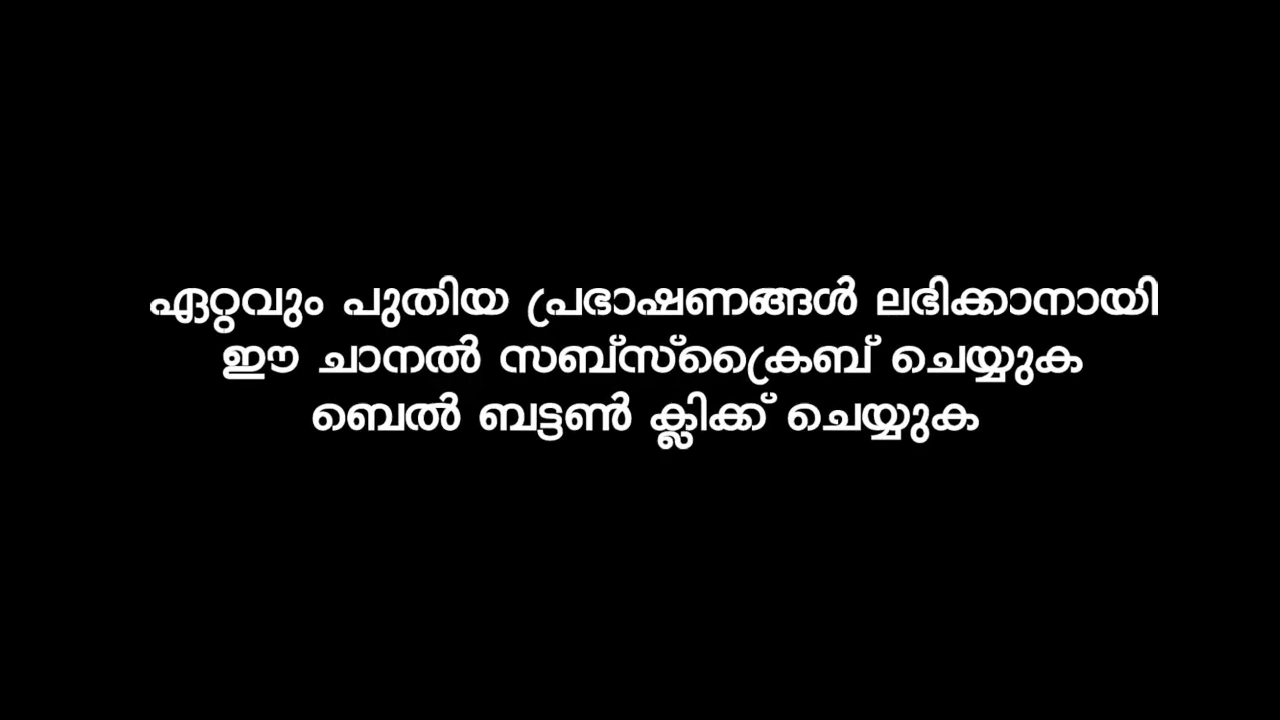 ഏറ്റവും പുതിയ പ്രഭാഷണങ്ങൾ ലഭിക്കാനായി
ഈ ചാനൽ സബ്സ്ക്രൈബ് ചെയ്യുക
ബെൽ ബട്ടൺ ക്ലിക്ക് ചെയ്യുക